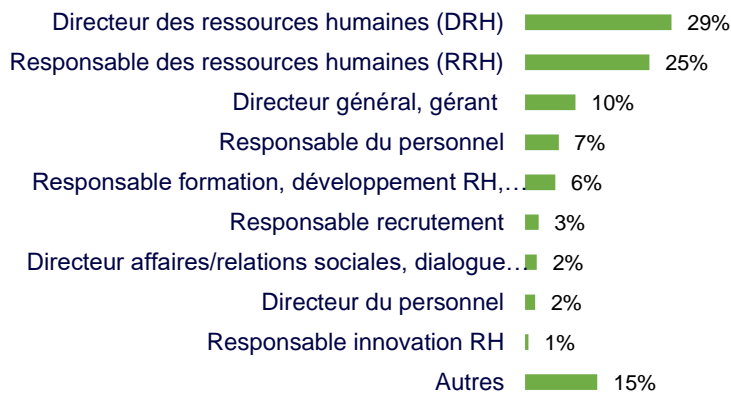 Directeur des ressources humaines (DRH) 29%
Responsable des ressources humaines (RRH) 25%
Directeur général, gérant 10%
Responsable du personnel 7%
Responsable formation, développement RH,… 6%
Responsable recrutement 3%
Directeur affaires/relations sociales, dialogue… 2%
Directeur du personnel 2%
Responsable innovation RH 1%
Autres 15%